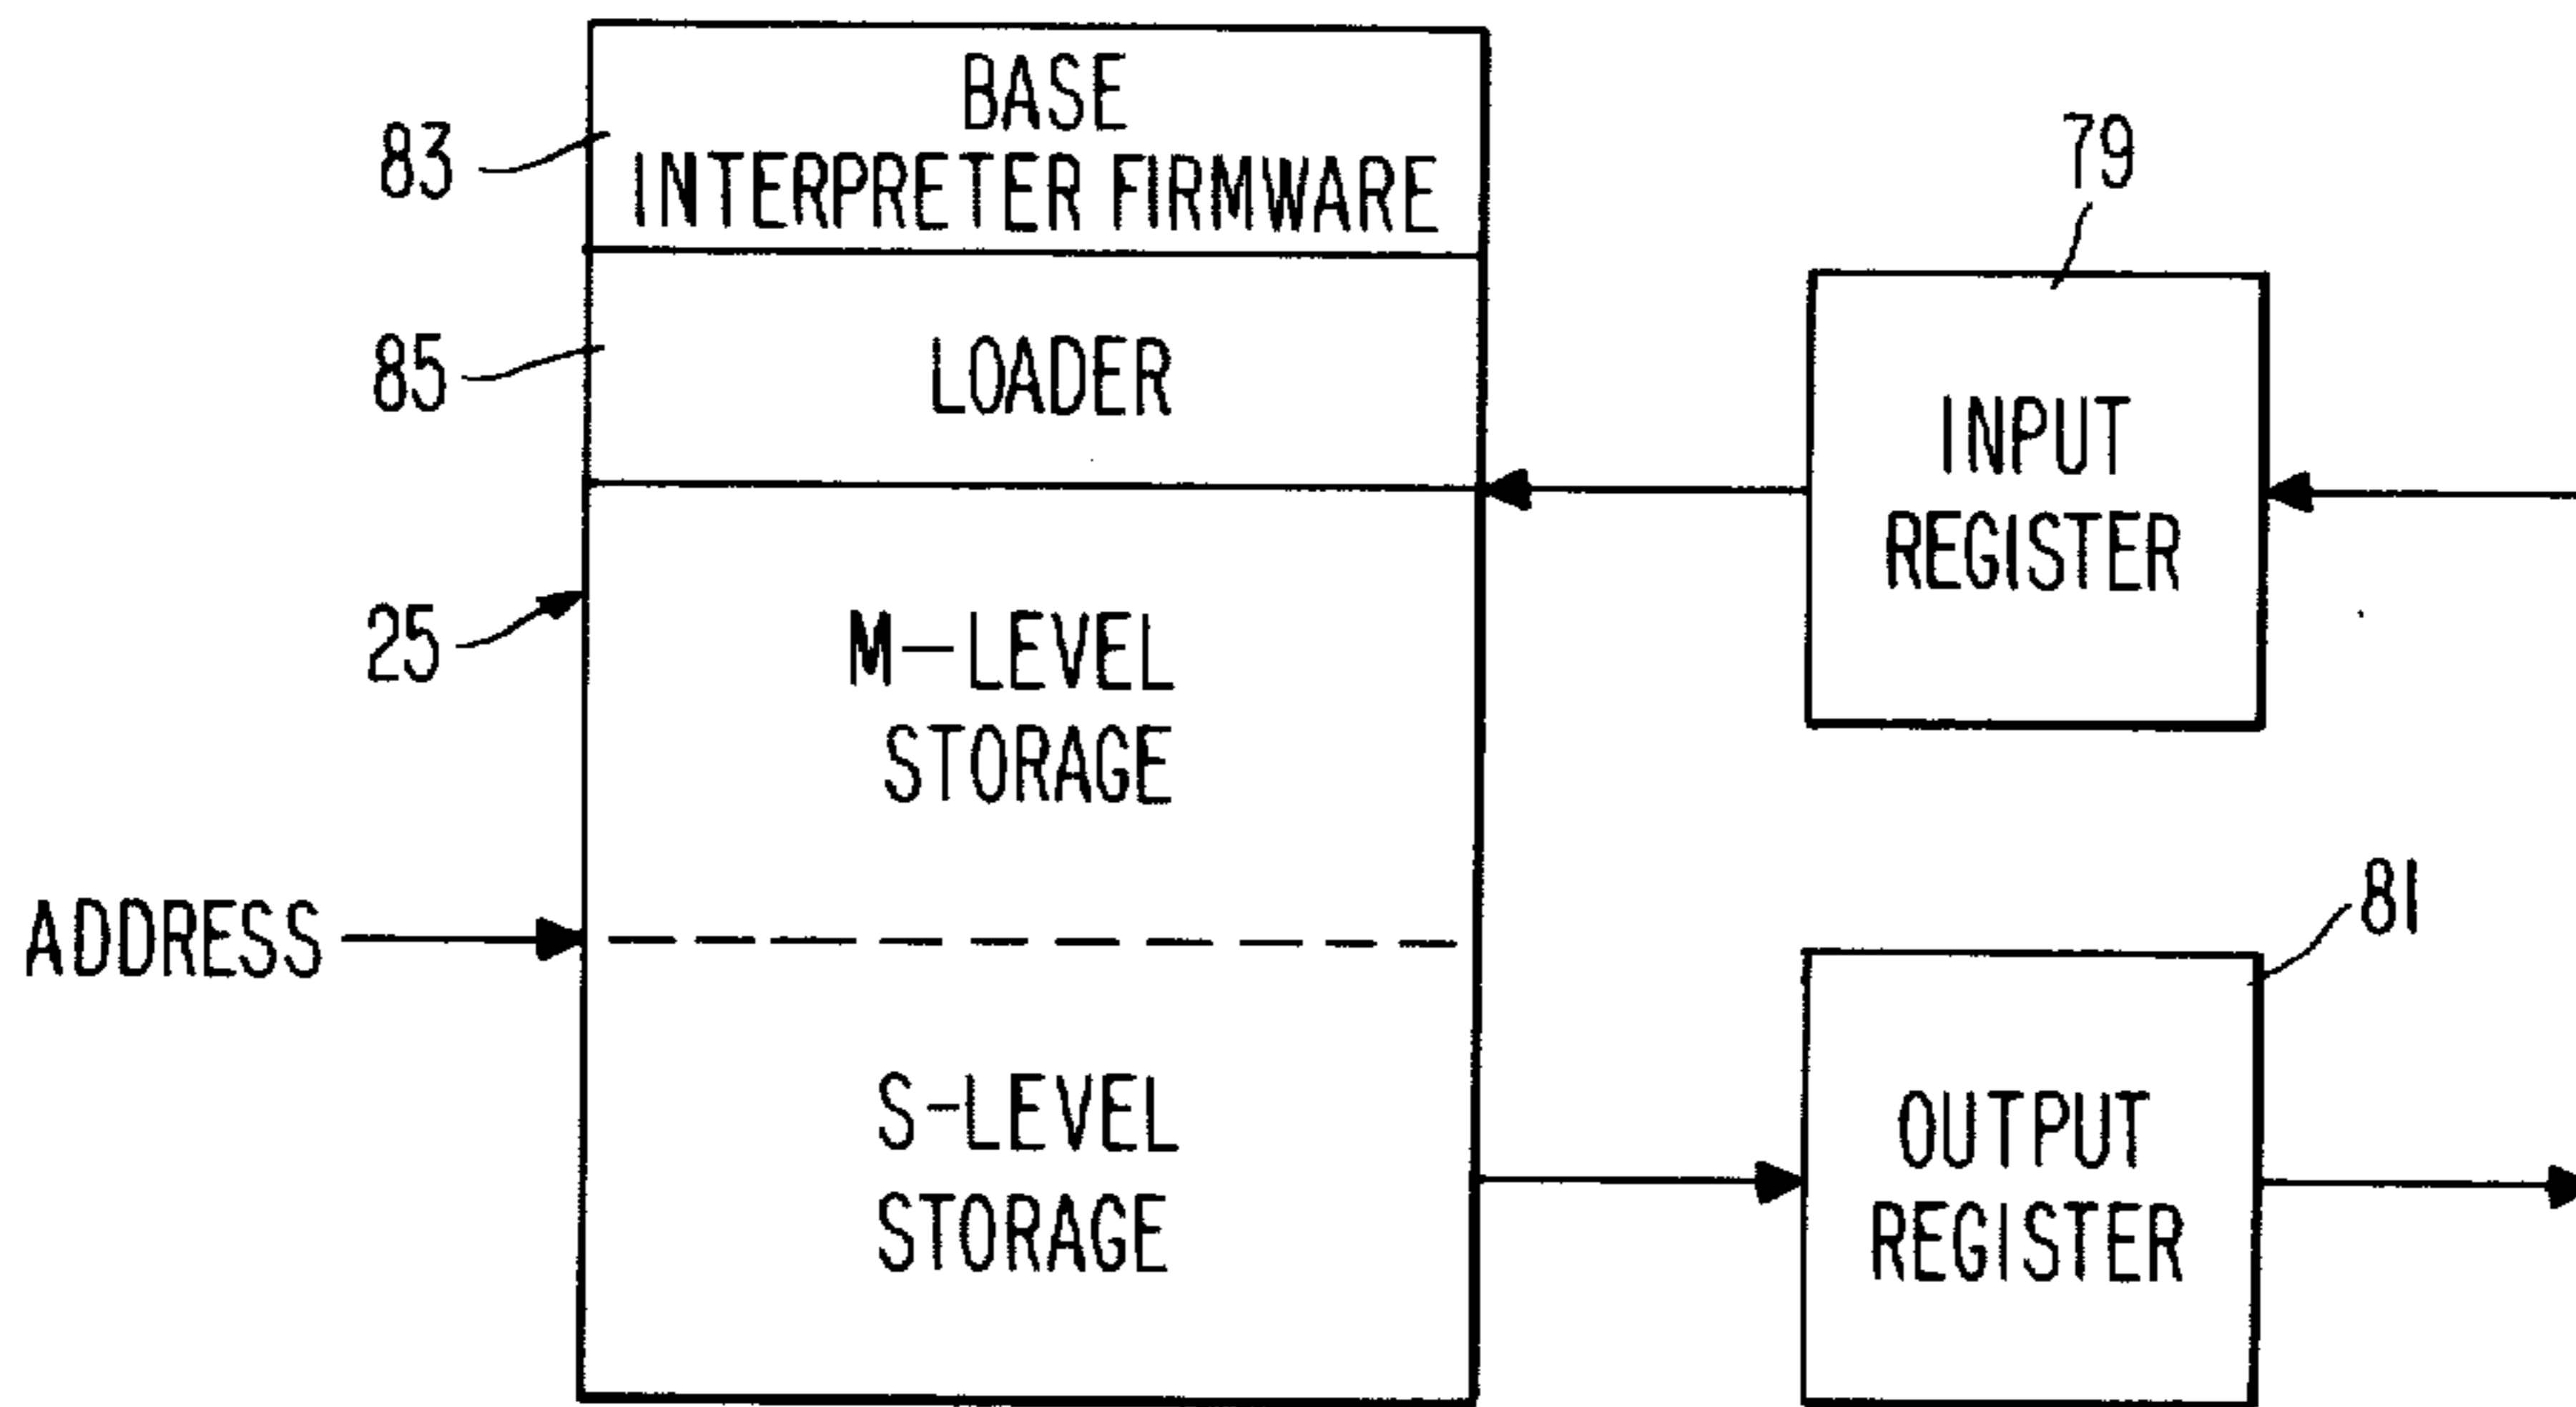 BASE
INTERPRETER FIRMWARE
83
LOADER
85
79
INPUT
REGISTER
25
M-LEVEL
STORAGE
ADDRESS
81
S-LEVEL
STORAGE
OUTPUT
REGISTER